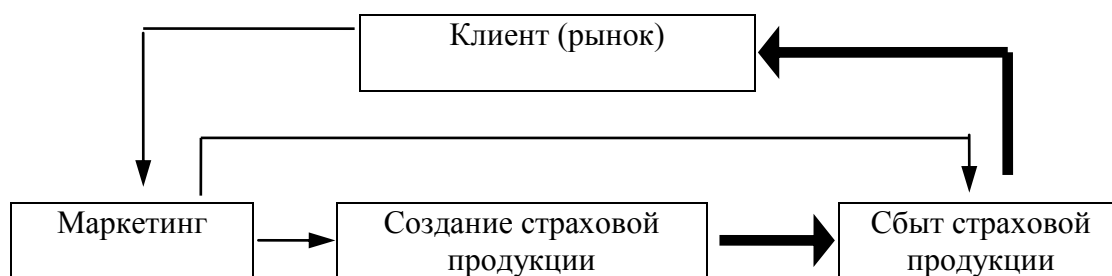 Клиент (рынок)
Маркетинг
Создание страховой
продукции
Сбыт страховой
продукции